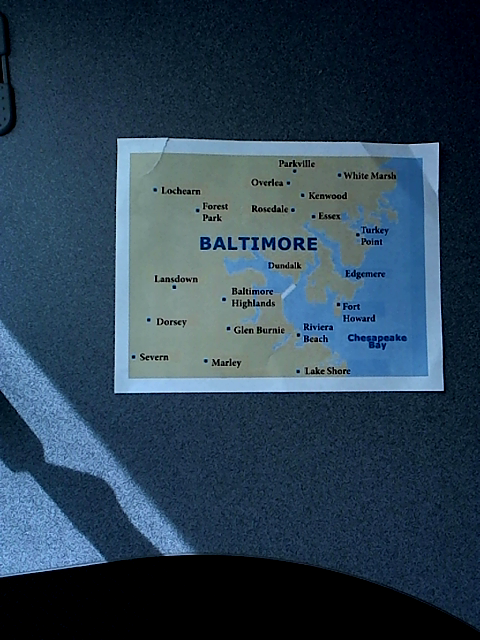 Parkville
White Marsh
Overlea
Lochearn
Kenwood
Forest
Park
Rosedale
Essex
Turkey
Point
BALTIMORE
Dundalk
Edgemere
Lansdown
Baltimore
Highlands
Fort
Howard
Dorsey
Glen Burnie
Riviera
Beach
Chesapeake
Bay
Severn
Marley
Lake Shore